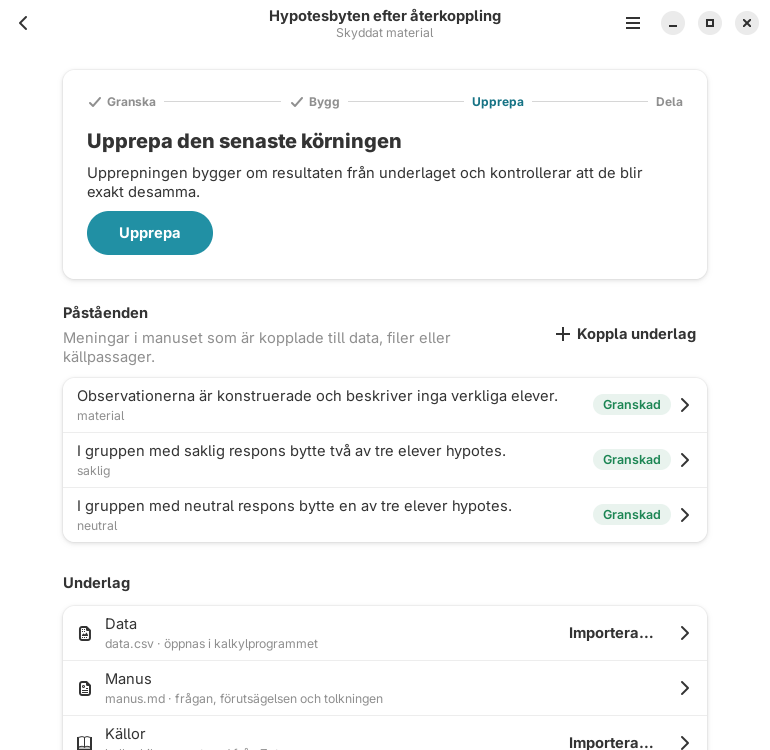 Hypotesbyten efter återkoppling
Skyddat material
Granska
Bygg
Upprepa
Dela
Upprepa den senaste körningen
Upprepningen bygger om resultaten från underlaget och kontrollerar att de blir
exakt desamma.
Upprepa
Påståenden
Meningar i manuset som är kopplade till data, filer eller
källpassager.
Koppla underlag
Observationerna är konstruerade och beskriver inga verkliga elever.
material
Granskad
I gruppen med saklig respons bytte två av tre elever hypotes.
saklig
Granskad
I gruppen med neutral respons bytte en av tre elever hypotes.
neutral
Granskad
Underlag
Data
data.csv · öppnas i kalkylprogrammet
Importera…
Manus
manus.md · frågan, förutsägelsen och tolkningen
Källor
Importera…